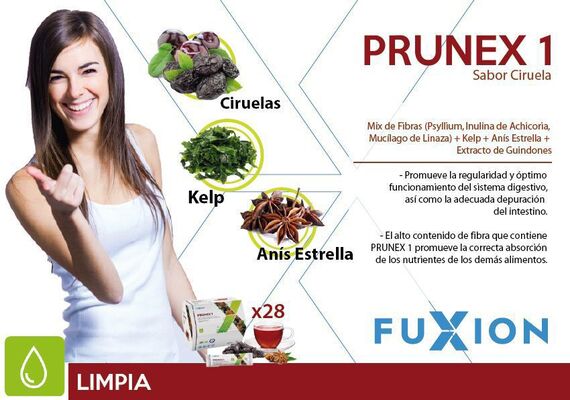 PRUNEX 1
Sabor Ciruela
Ciruelas
Mix de Fibras (Psyllium, Inulina de Achicoria,
Mucílago de Linaza) + Kelp + Anís Estrella +
Extracto de Guindones
Kelp
- Promueve la regularidad y óptimo
funcionamiento del sistema digestivo,
así como la adecuada depuración
del intestino.
Anís Estrella
- El alto contenido de fibra que contiene
PRUNEX 1 promueve la correcta absorción
de los nutrientes de los demás alimentos.
x28
PRUNEX 1
FUXION
LIMPIA